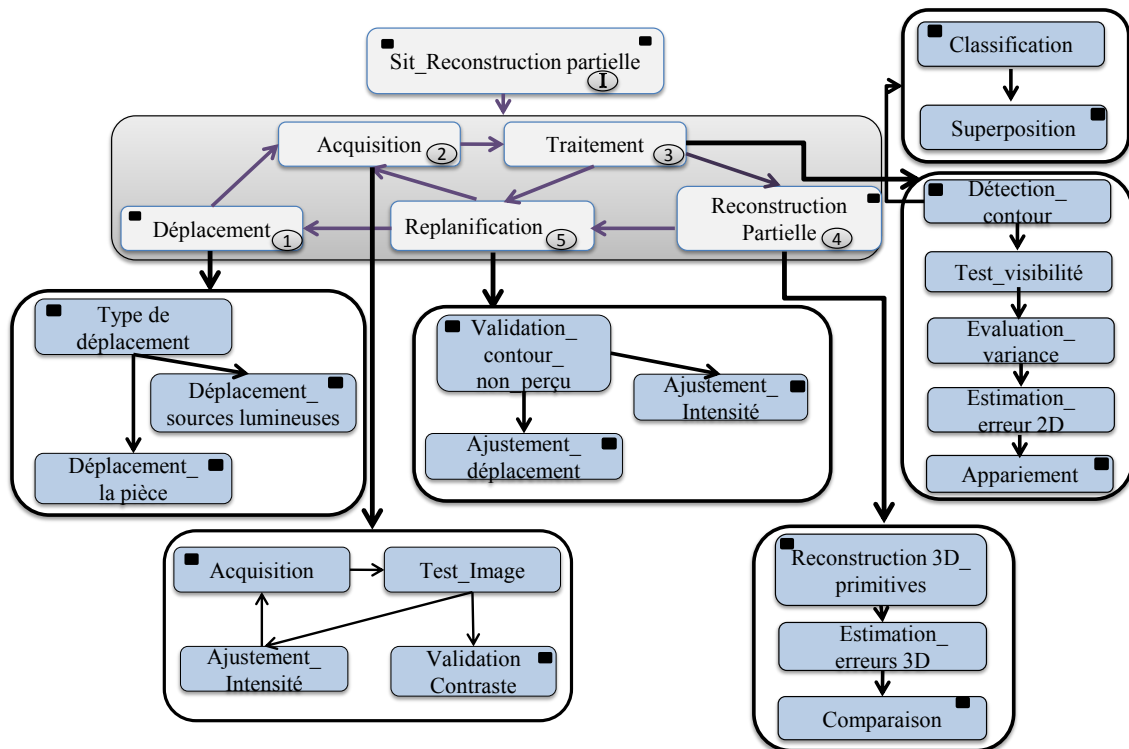 Sit_Reconstruction partielle
I
Acquisition
2
Traitement
3
Déplacement
1
Replanification
5
Reconstruction
Partielle
4
Classification
Superposition
Détection_
contour
Test_visibilité
Evaluation_
variance
Estimation_
erreur 2D
Appariement
Type de
déplacement
Déplacement_
sources lumineuses
Déplacement_
la pièce
Validation_
contour_
non_perçu
Ajustement_
Intensité
Ajustement_
déplacement
Acquisition
Test_Image
Ajustement_
Intensité
Validation
Contraste
Reconstruction 3D_
primitives
Estimation_
erreurs 3D
Comparaison